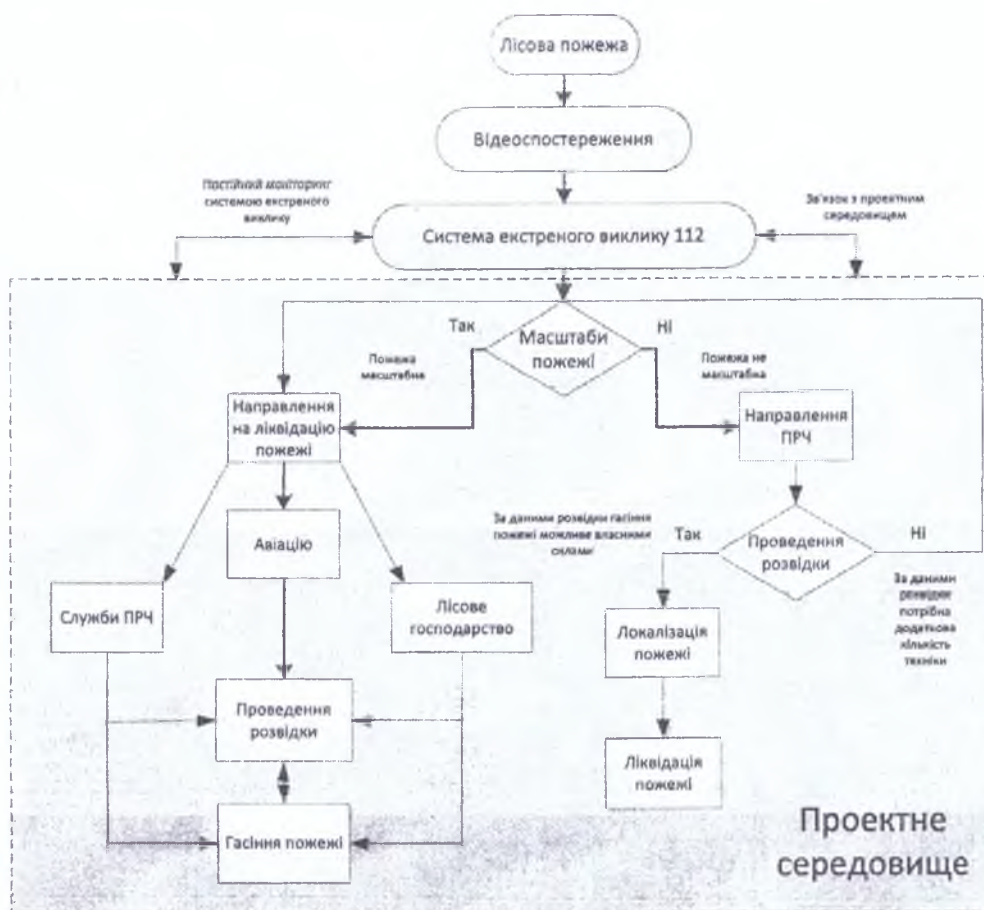 Лісова пожежа
Відеоспостереження
Постійний моніторинг
системою екстреного
виклику
Зв'язок з проектним
середовищем
Система екстреного виклику 112
Так
Масштаби
пожежі
Ні
Пожежа
масштабна
Пожежа не
масштабна
Направлення
на ліквідацію
пожежі
Направлення
ПРЧ
Авіацію
За даними розвідки гасіння
пожежі можливе власними
силами
Так
Проведення
розвідки
Ні
Служби ПРЧ
Лісове
господарство
За даними
розвідки
потрібна
додаткова
кількість
техніки
Локалізація
пожежі
Проведення
розвідки
Ліквідація
пожежі
Гасіння пожежі
Проектне
середовище